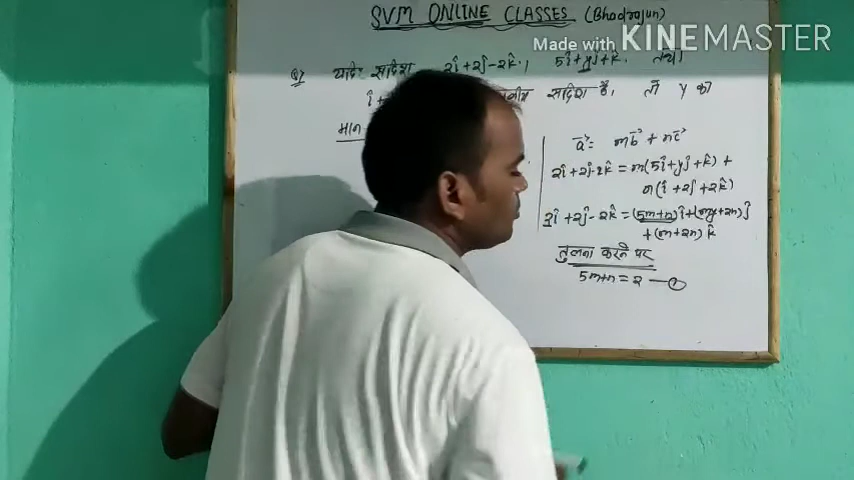 SVM ONLINE CLASSES (Bhadrajun)
Made with KINEMASTER
यदि सदिश 2î+2ĵ-2k̂, 5î+yĵ+k̂, तथा
î+ सदिश है, तो y का
मान
a⃗ = mb⃗ + nc⃗
2î+2ĵ-2k̂ = m(5î+yĵ+k̂) +
n(î+2ĵ+2k̂)
2î+2ĵ-2k̂ = (5m+n)î+(my+2n)ĵ
+(m+2n)k̂
तुलना करने पर
5m+n=2 —①